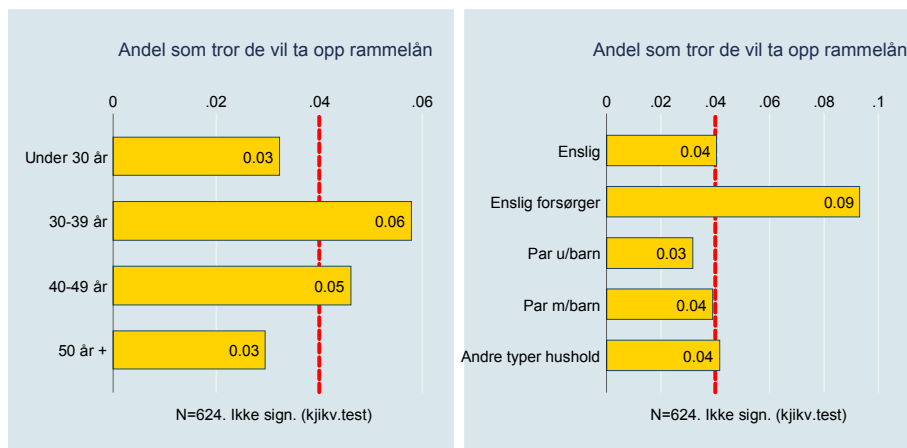 Andel som tror de vil ta opp rammelån
0 .02 .04 .06
Under 30 år 0.03
30-39 år 0.06
40-49 år 0.05
50 år + 0.03
N=624. Ikke sign. (kjikv.test)
Andel som tror de vil ta opp rammelån
0 .02 .04 .06 .08 .1
Enslig 0.04
Enslig forsørger 0.09
Par u/barn 0.03
Par m/barn 0.04
Andre typer hushold 0.04
N=624. Ikke sign. (kjikv.test)